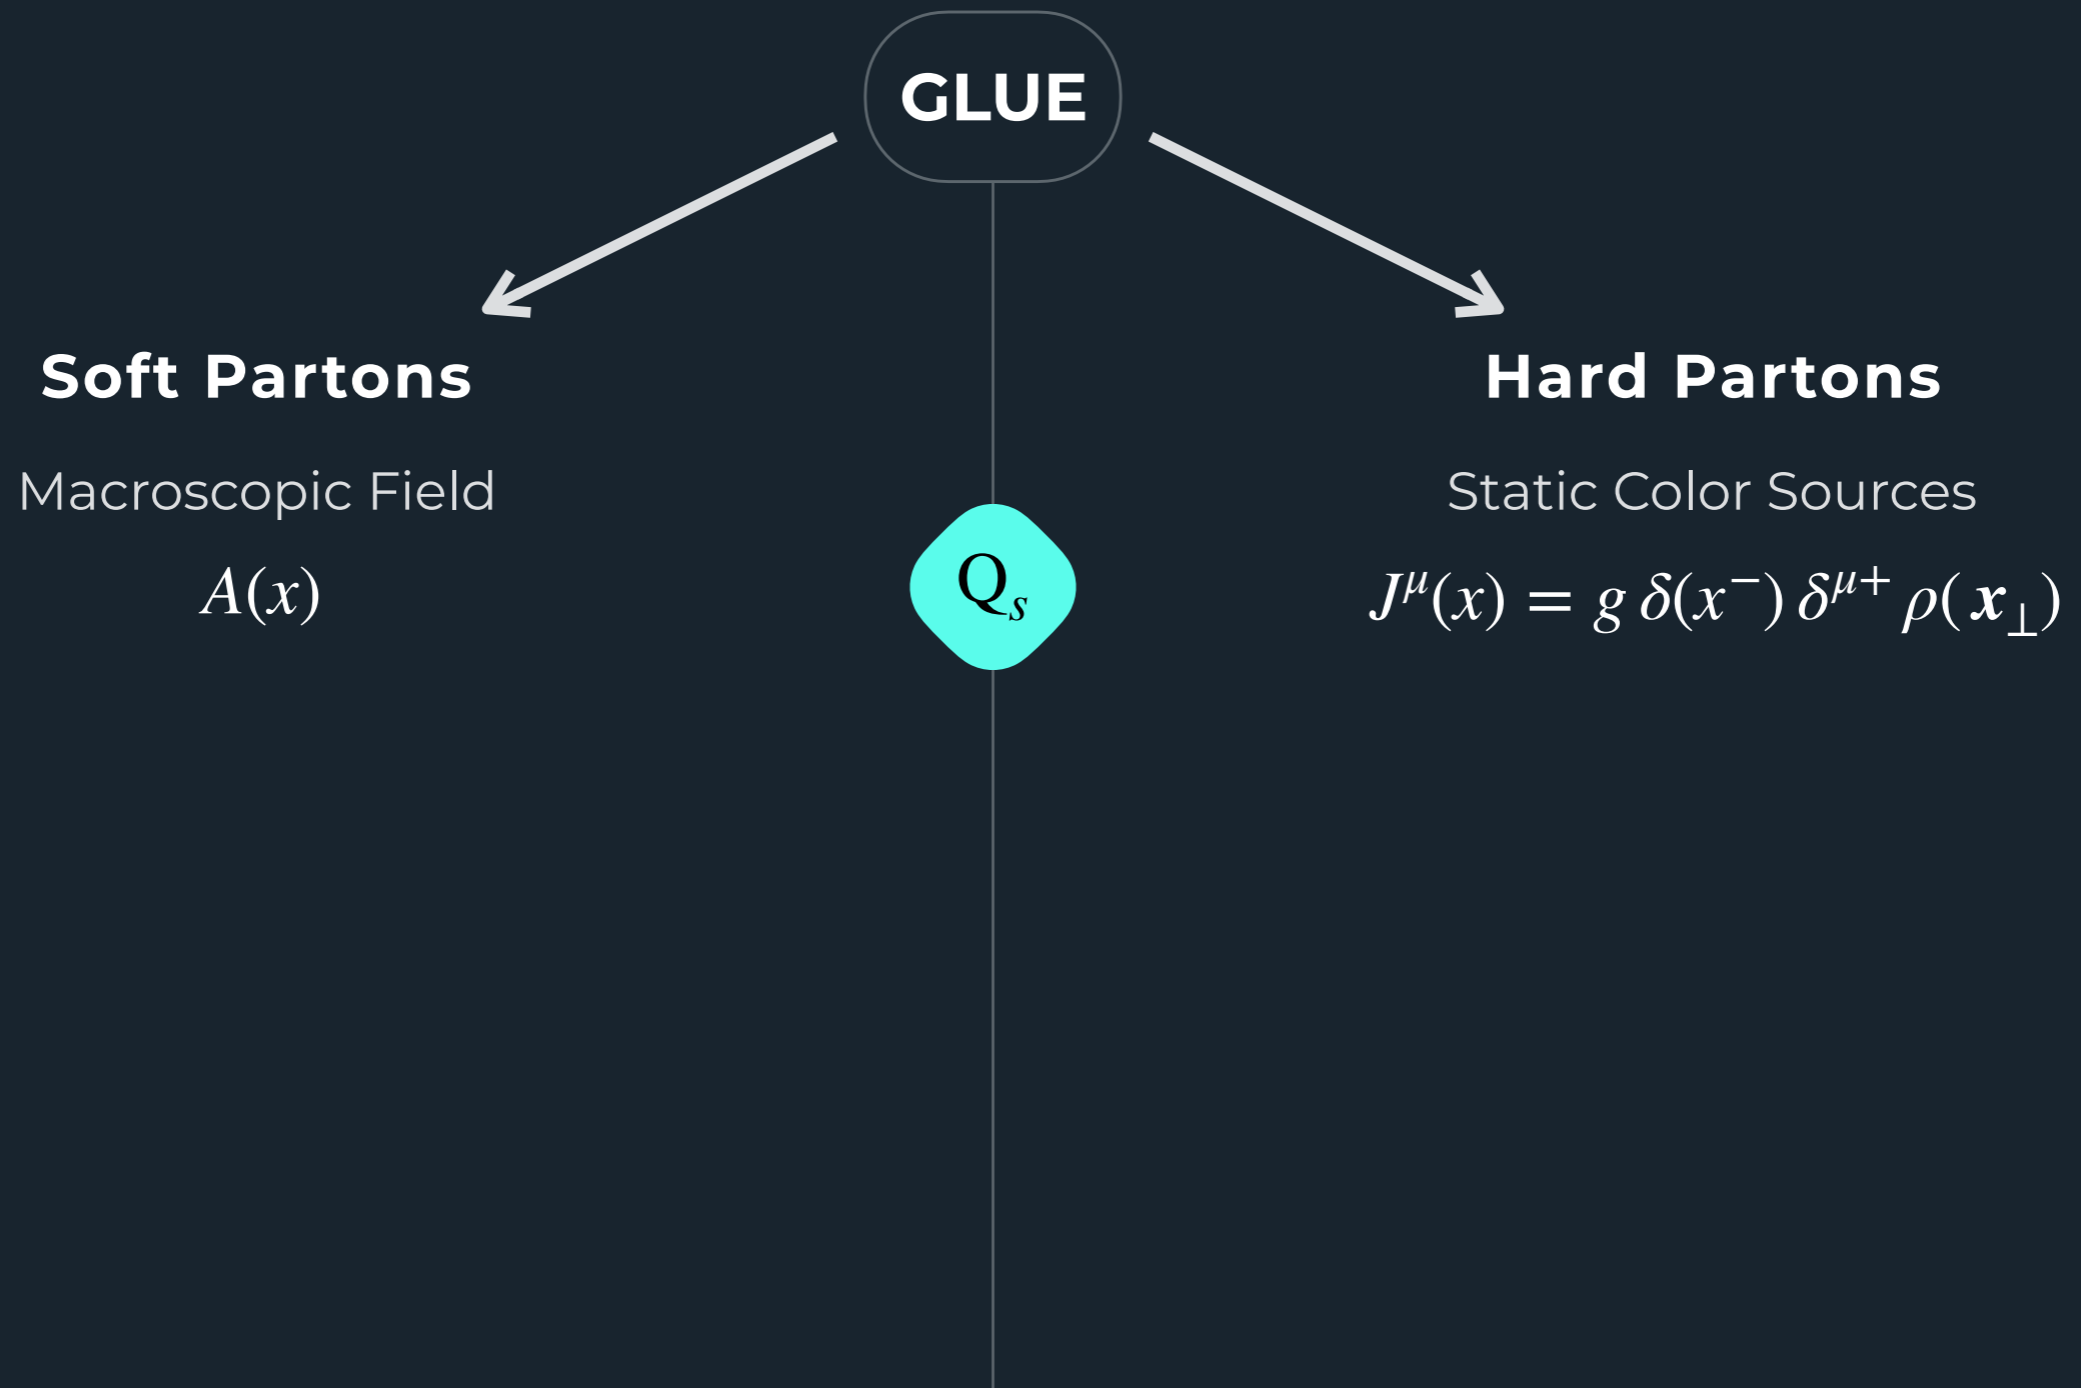 GLUE
Soft Partons
Macroscopic Field
A(x)
Q_s
Hard Partons
Static Color Sources
J^μ(x) = g δ(x^−) δ^{μ+} ρ(x_⊥)